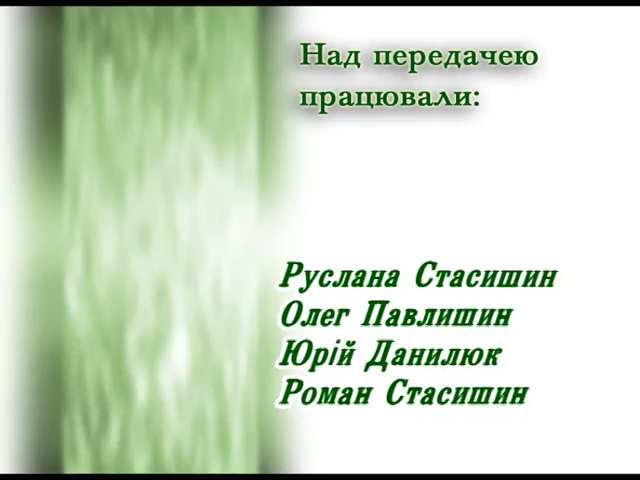 Над передачею
працювали:
Руслана Стасишин
Олег Павлишин
Юрій Данилюк
Роман Стасишин